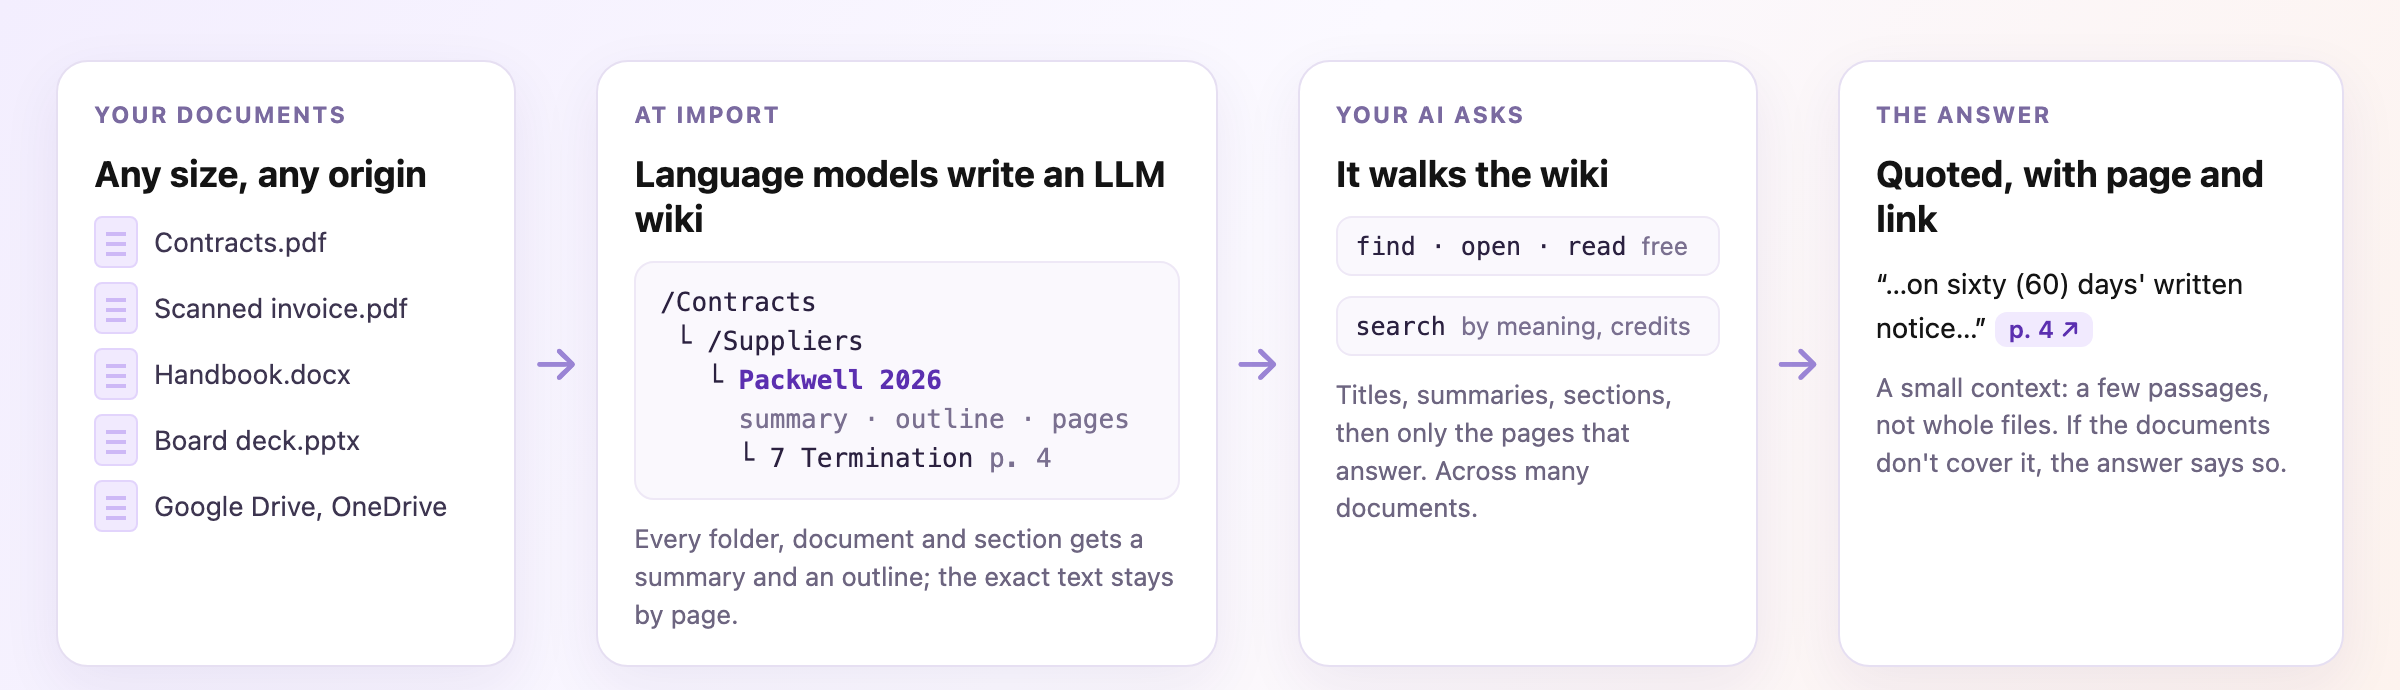 YOUR DOCUMENTS
Any size, any origin
Contracts.pdf
Scanned invoice.pdf
Handbook.docx
Board deck.pptx
Google Drive, OneDrive
AT IMPORT
Language models write an LLM
wiki
/Contracts
└ /Suppliers
└ Packwell 2026
summary · outline · pages
└ 7 Termination p. 4
Every folder, document and section gets a
summary and an outline; the exact text stays
by page.
YOUR AI ASKS
It walks the wiki
find · open · read free
search by meaning, credits
Titles, summaries, sections,
then only the pages that
answer. Across many
documents.
THE ANSWER
Quoted, with page and
link
“…on sixty (60) days' written
notice…” p. 4 ↗
A small context: a few passages,
not whole files. If the documents
don't cover it, the answer says so.